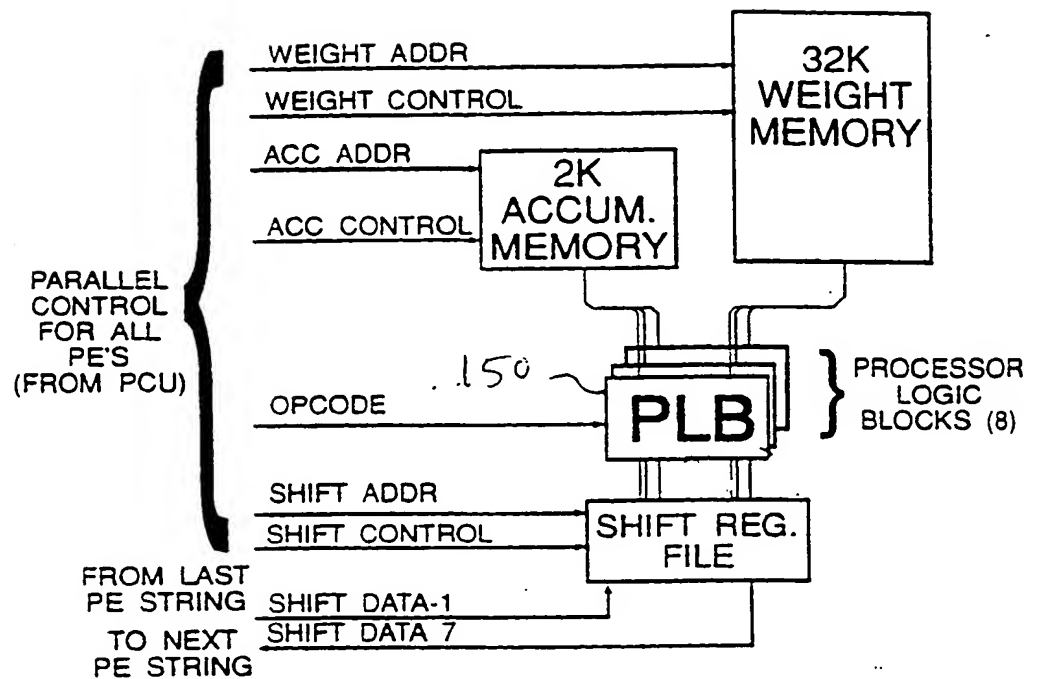 WEIGHT ADDR
WEIGHT CONTROL
32K
WEIGHT
MEMORY
ACC ADDR
ACC CONTROL
2K
ACCUM.
MEMORY
PARALLEL
CONTROL
FOR ALL
PE'S
(FROM PCU)
.150
OPCODE
PLB
PROCESSOR
LOGIC
BLOCKS (8)
SHIFT ADDR
SHIFT CONTROL
SHIFT REG.
FILE
FROM LAST
PE STRING
SHIFT DATA-1
SHIFT DATA 7
TO NEXT
PE STRING